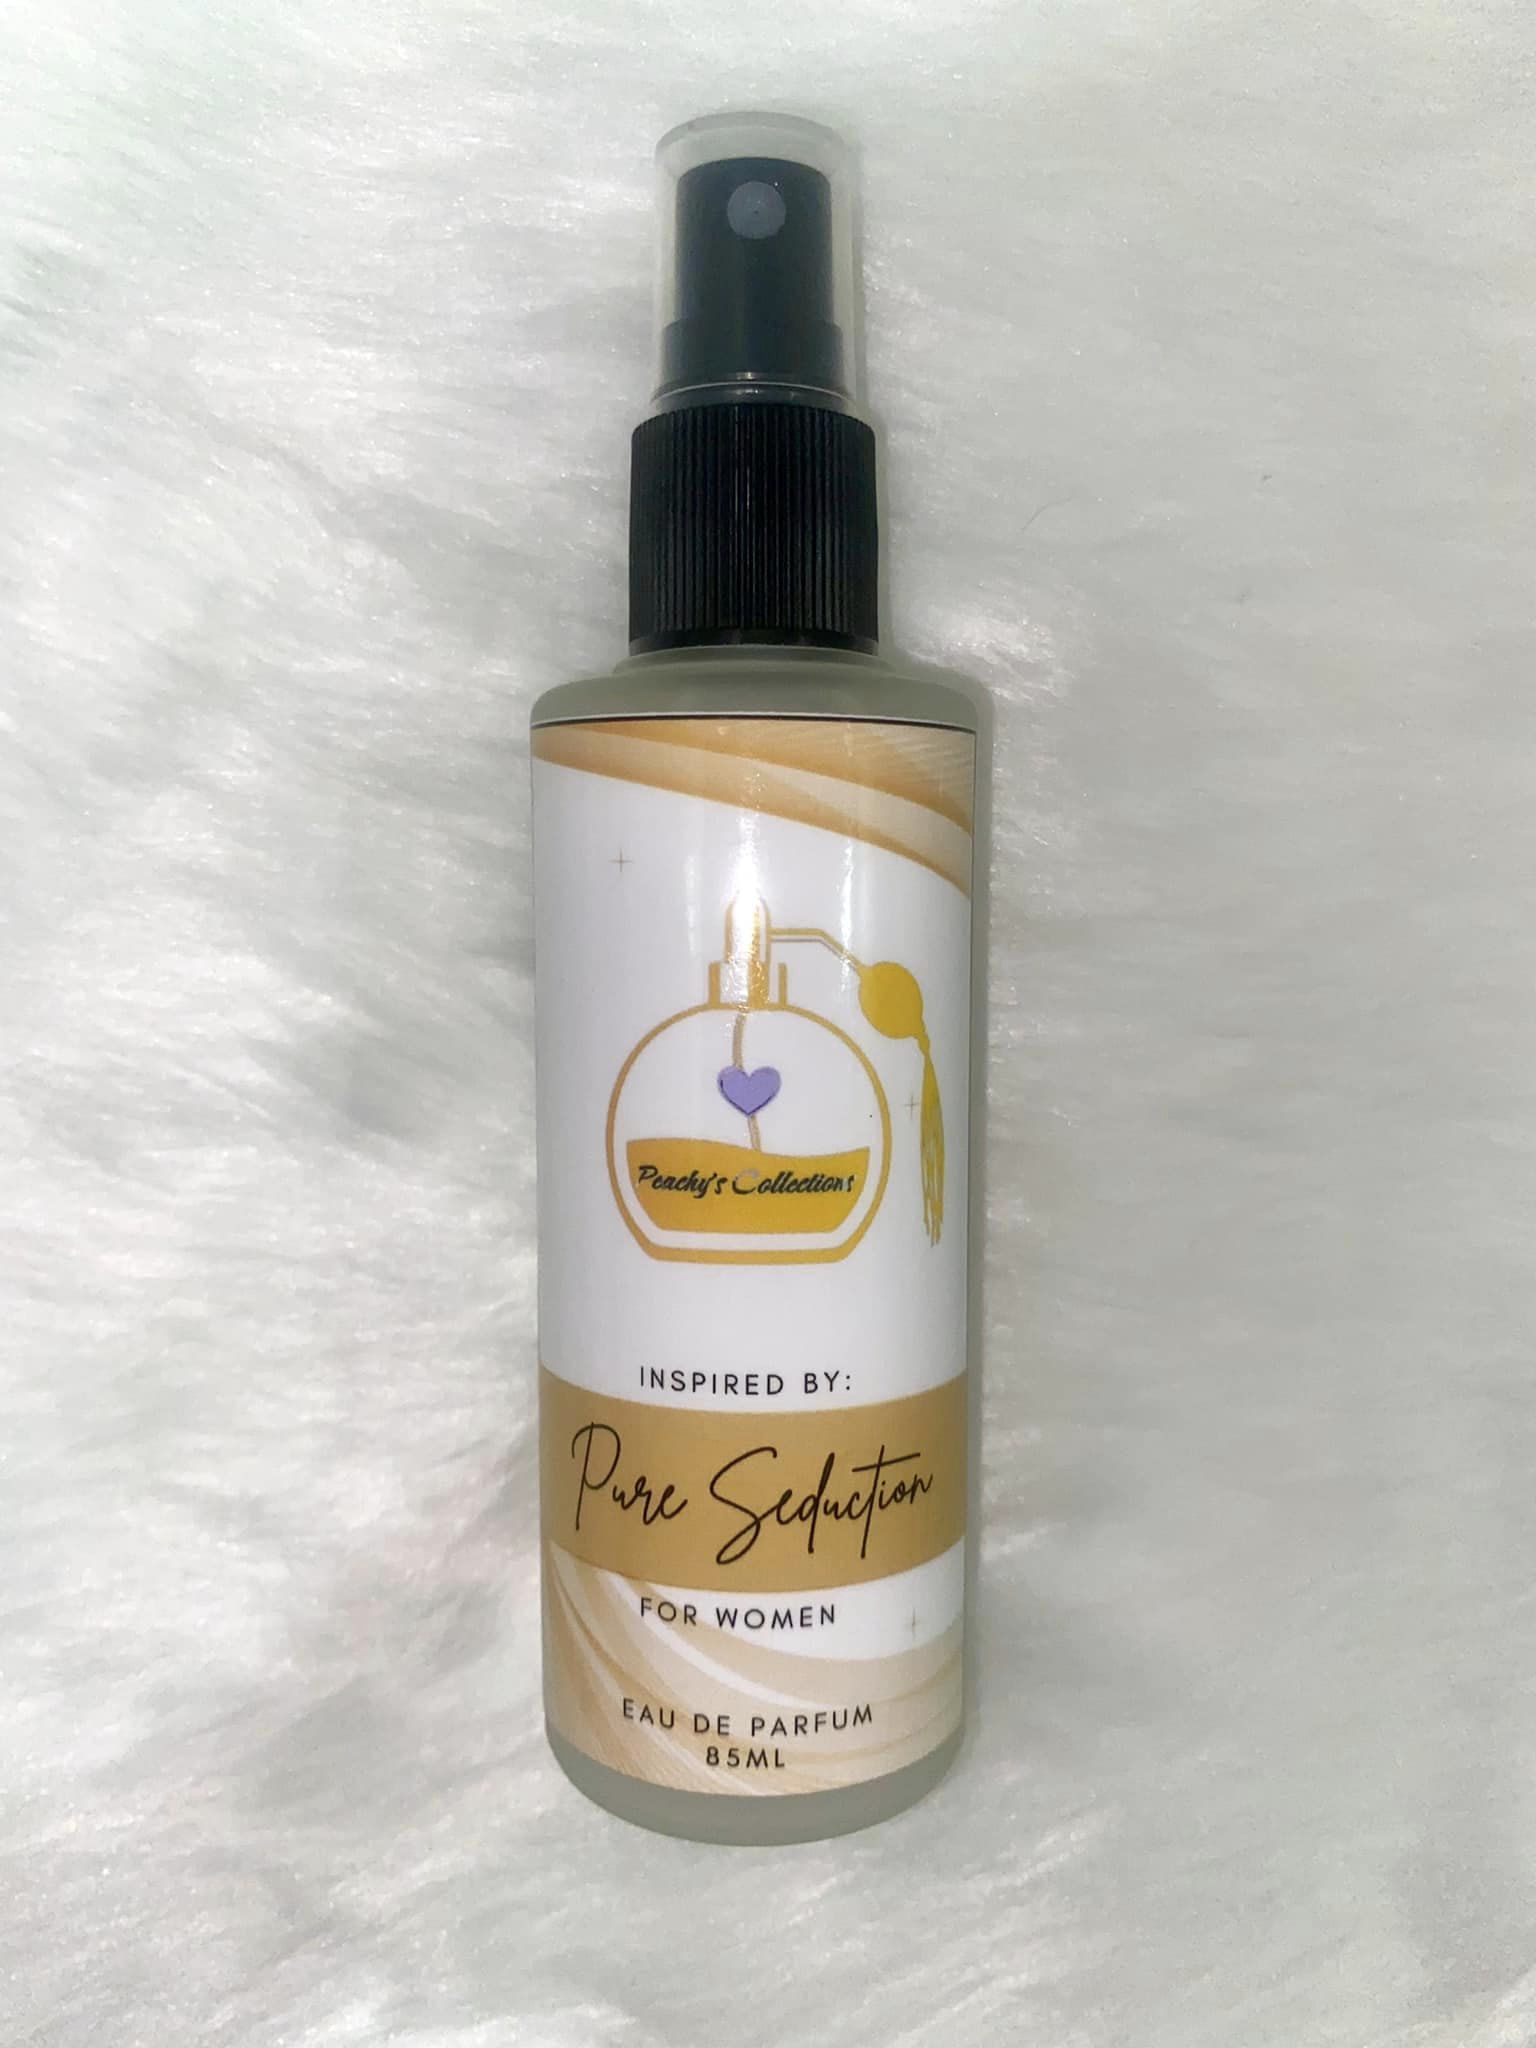 Peachy's Collections
INSPIRED BY:
Pure Seduction
FOR WOMEN
EAU DE PARFUM
85ML